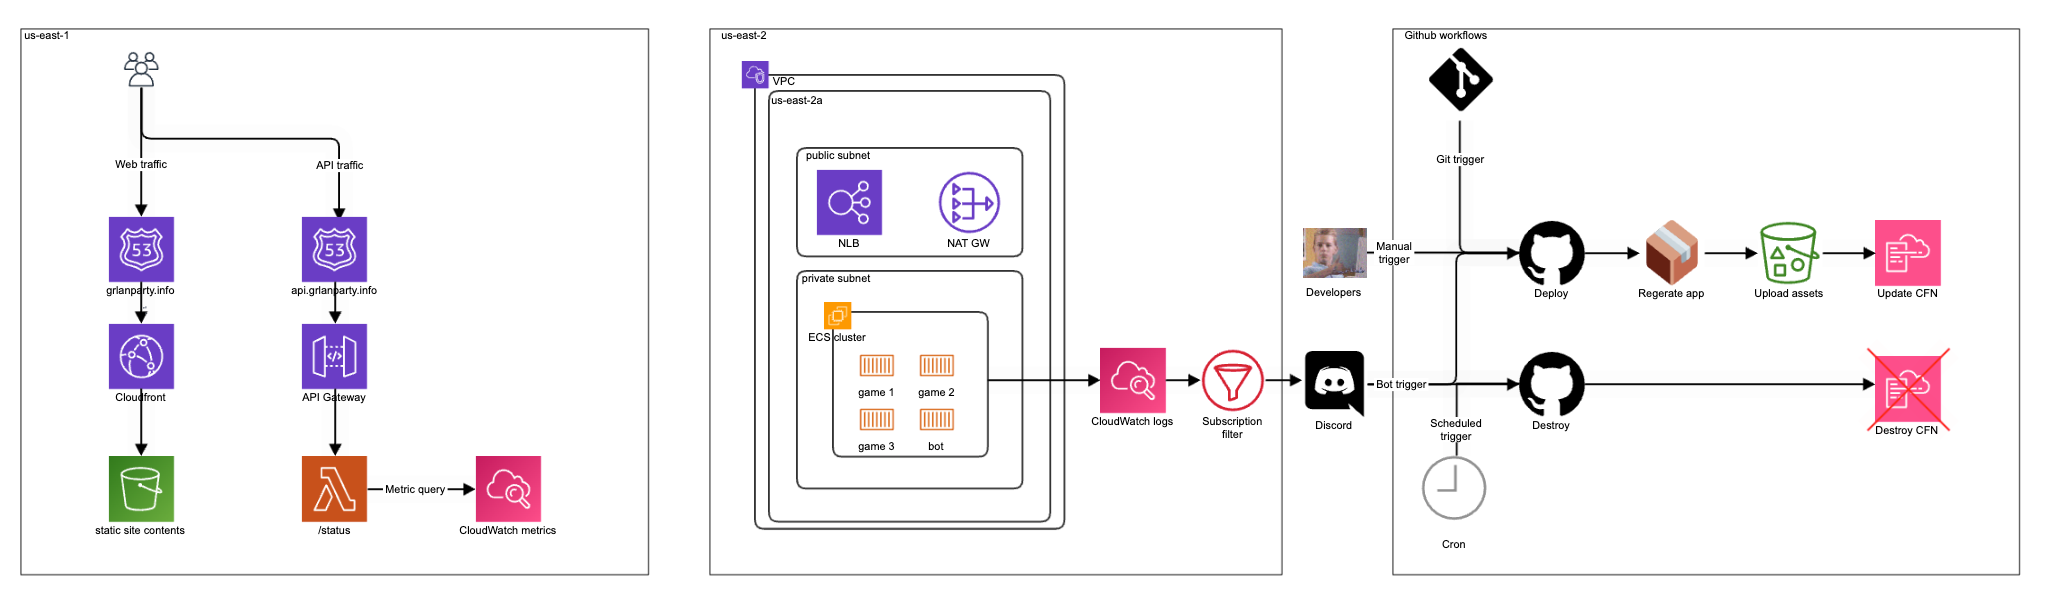 us-east-1
Web traffic
API traffic
53
53
grlanparty.info
api.grlanparty.info
Cloudfront
API Gateway
static site contents
/status
Metric query
CloudWatch metrics
us-east-2
VPC
us-east-2a
public subnet
NLB
NAT GW
private subnet
ECS cluster
game 1
game 2
game 3
bot
CloudWatch logs
Subscription
filter
Discord
Developers
Github workflows
Git trigger
Manual
trigger
Bot trigger
Scheduled
trigger
Cron
Deploy
Regerate app
Upload assets
Update CFN
Destroy
Destroy CFN